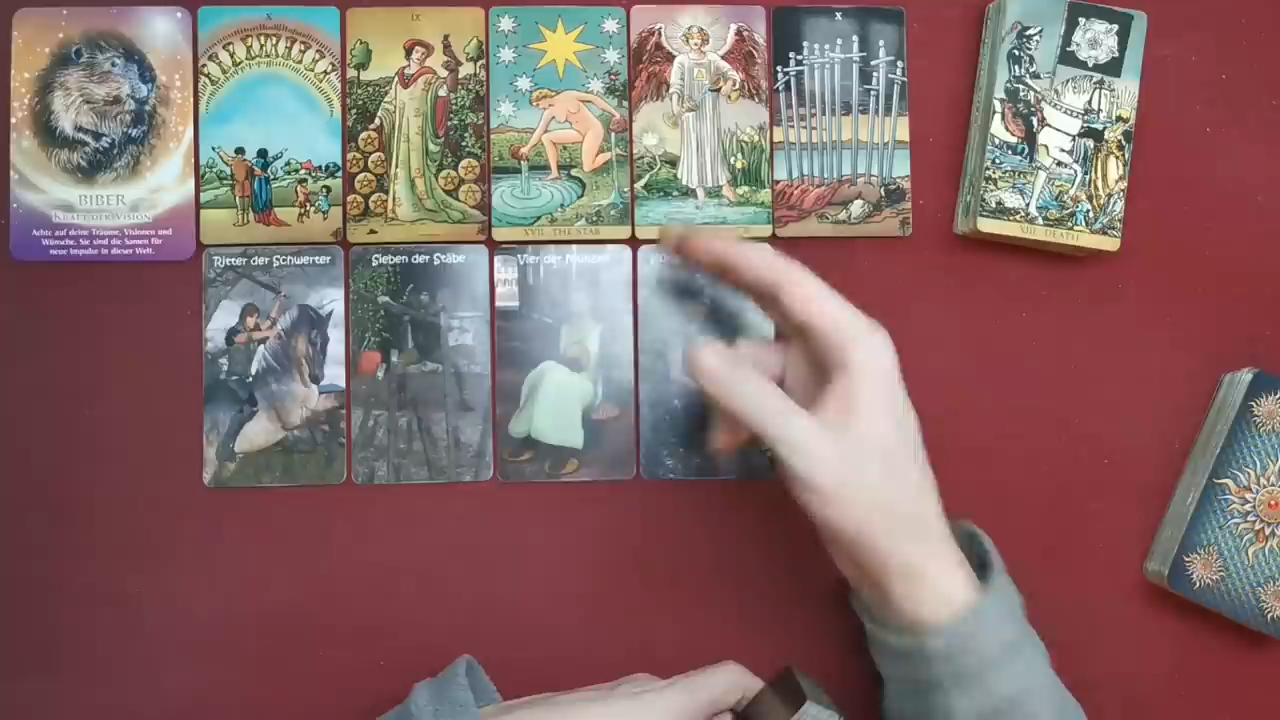 BIBER
KRAFT DER VISION
Achte auf deine Träume, Visionen und
Wünsche. Sie sind die Samen für
neue Impulse in dieser Welt.
X
IX
XVII. THE STAR
X
XIII. DEATH
Ritter der Schwerter
Sieben der Stäbe
Vier der Münzen